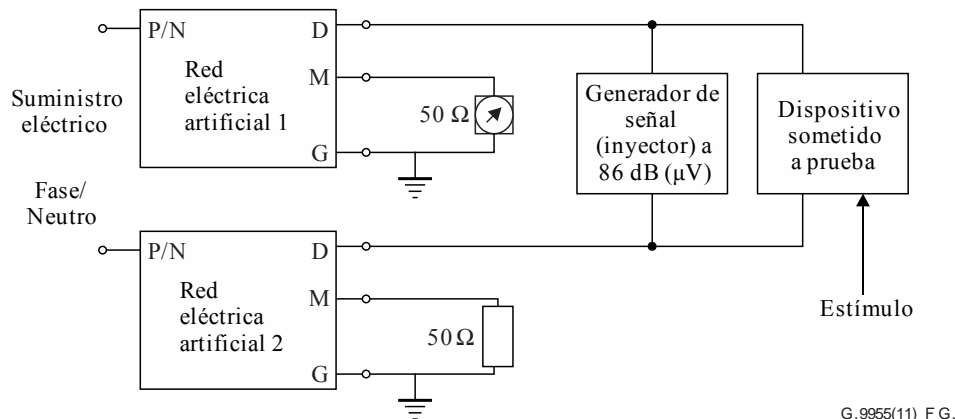 P/N
Red
eléctrica
artificial 1
D
M
G
50 Ω
Suministro
eléctrico
Fase/
Neutro
Generador de
señal
(inyector) a
86 dB (µV)
Dispositivo
sometido
a prueba
P/N
Red
eléctrica
artificial 2
D
M
G
50 Ω
Estímulo
G.9955(11)_F G.